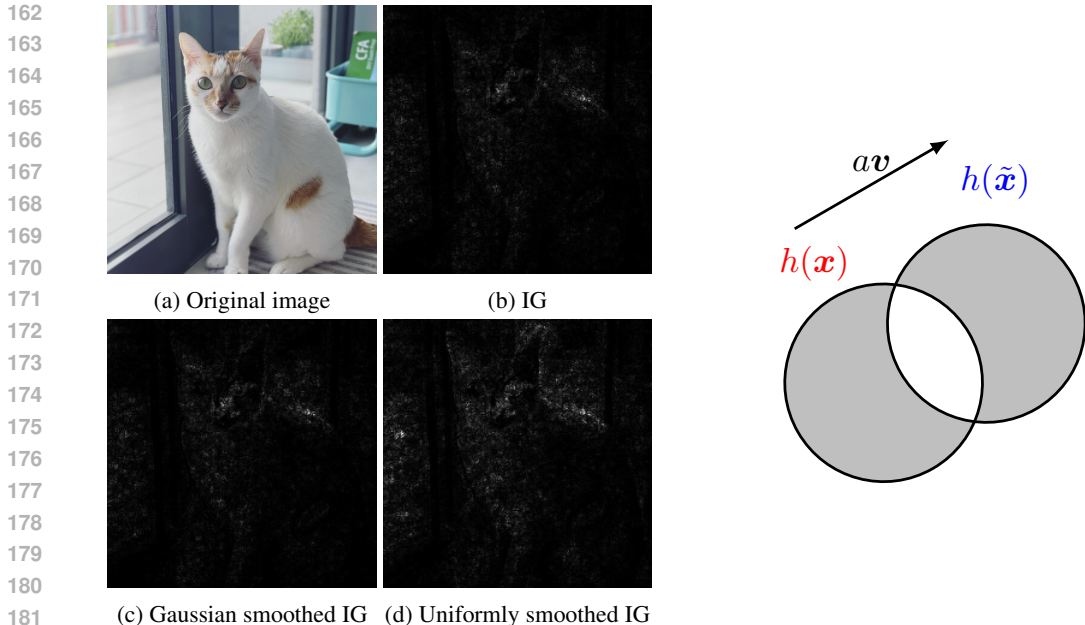 162
163
164
165
166
167
168
169
170
171
172
173
174
175
176
177
178
179
180
181
CFA
(a) Original image
(b) IG
(c) Gaussian smoothed IG
(d) Uniformly smoothed IG
av
h(x̃)
h(x)